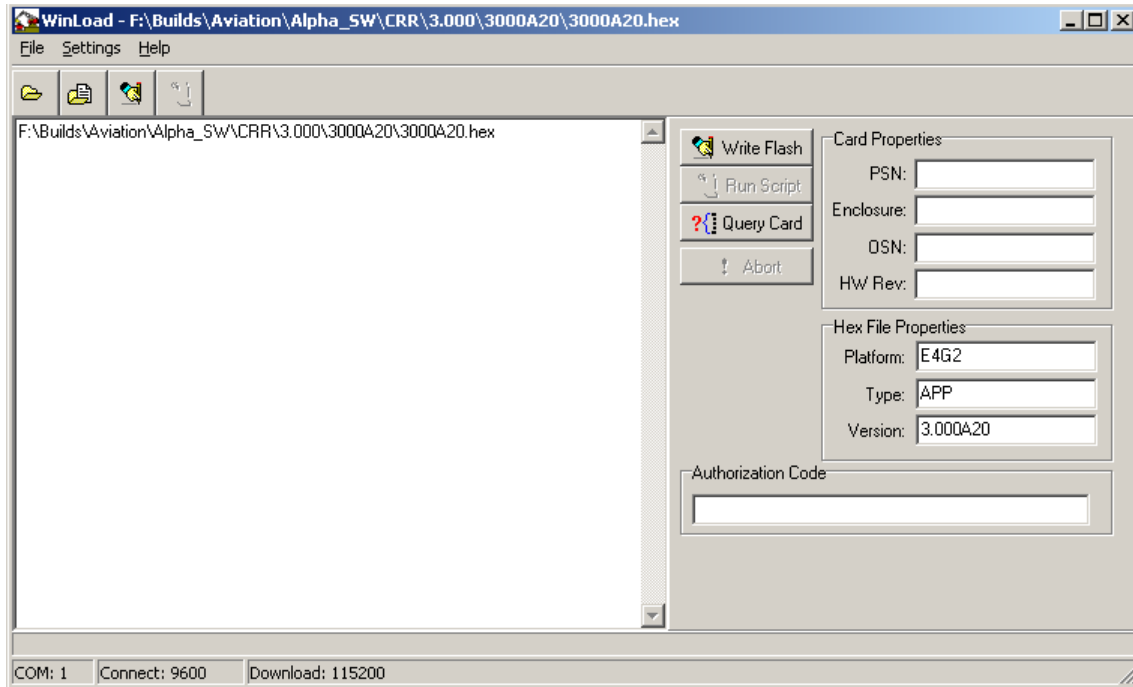 WinLoad - F:\Builds\Aviation\Alpha_SW\CRR\3.000\3000A20\3000A20.hex
File Settings Help
F:\Builds\Aviation\Alpha_SW\CRR\3.000\3000A20\3000A20.hex
Write Flash
Run Script
?{ Query Card
! Abort
Card Properties
PSN:
Enclosure:
OSN:
HW Rev:
Hex File Properties
Platform: E4G2
Type: APP
Version: 3.000A20
Authorization Code
COM: 1 Connect: 9600 Download: 115200